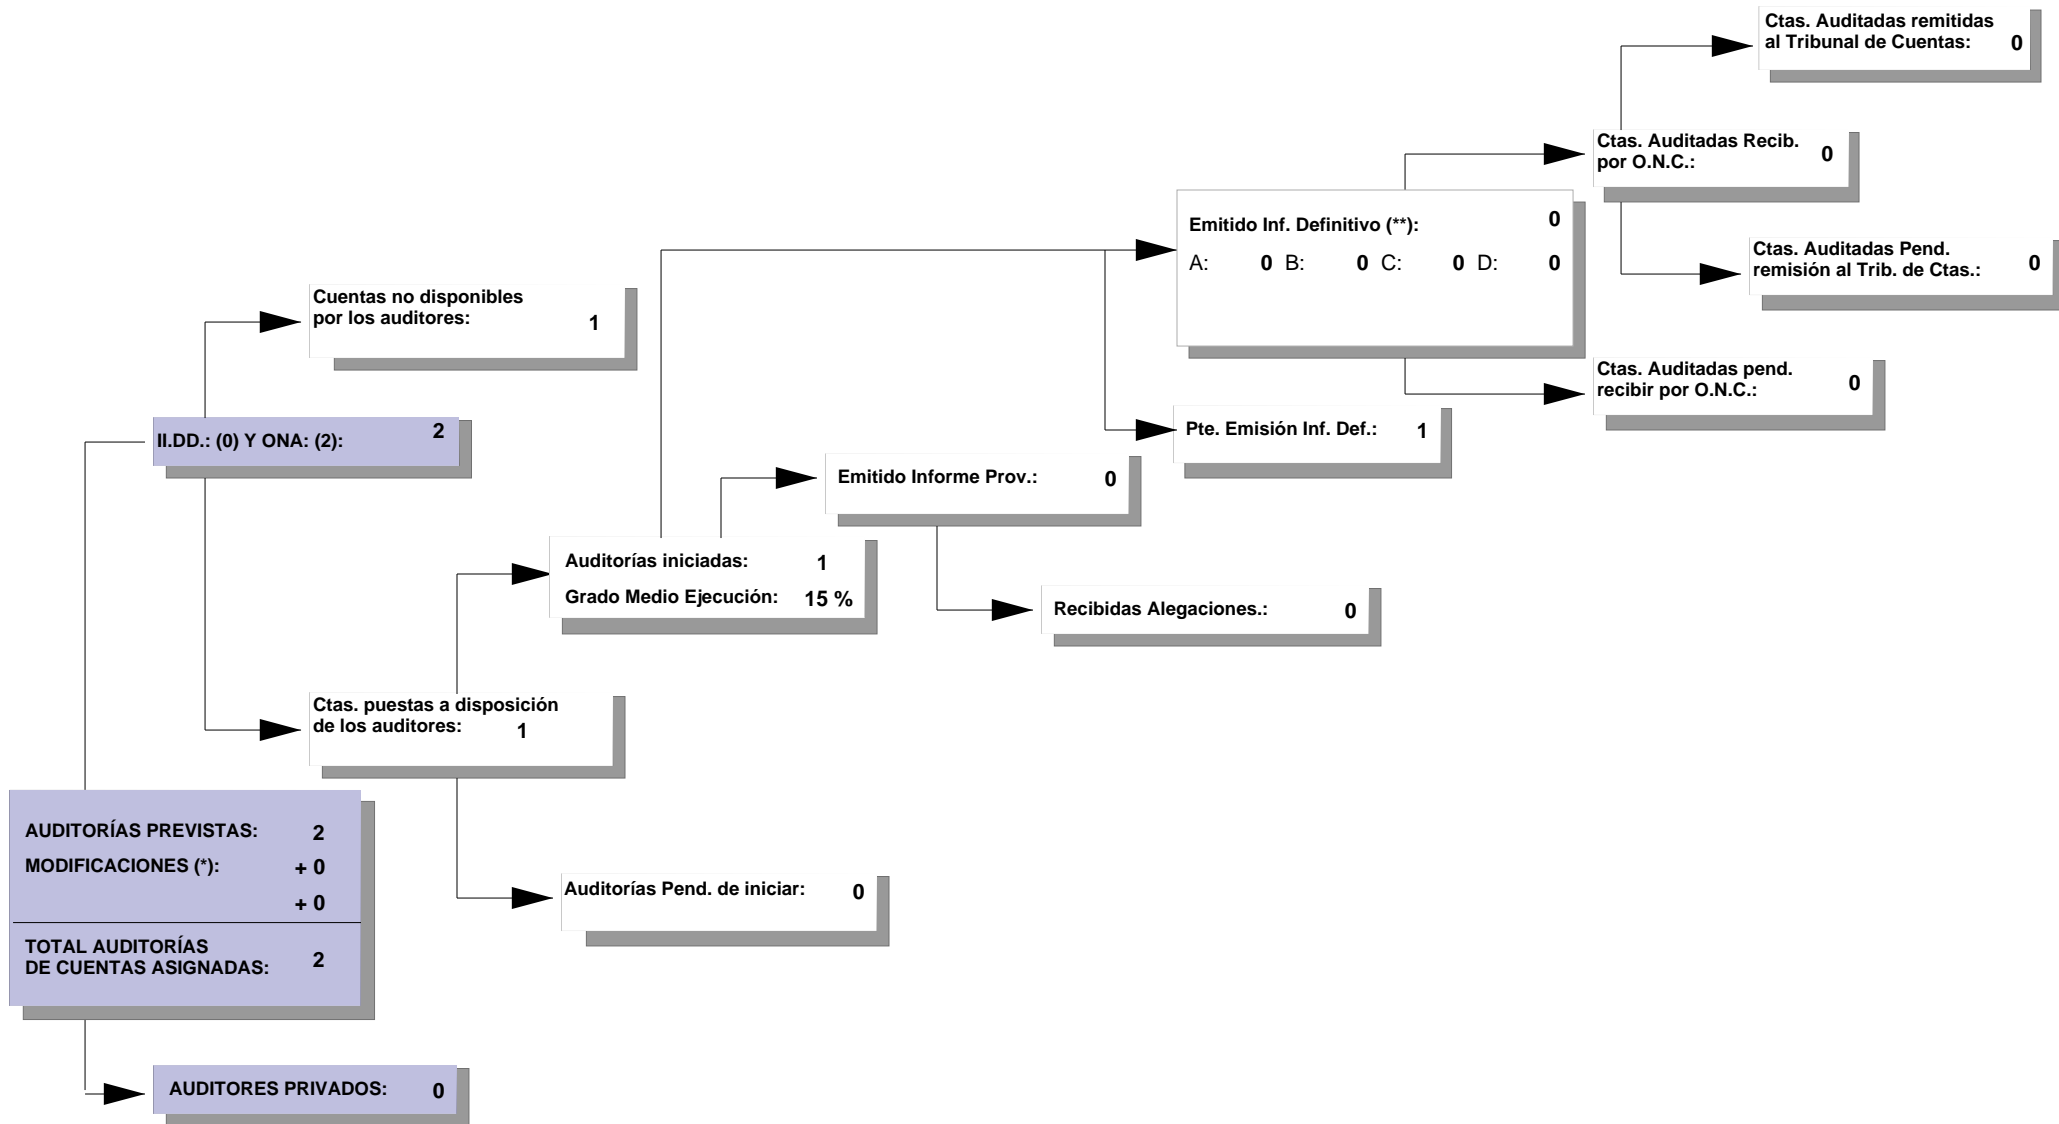 Ctas. Auditadas remitidas
al Tribunal de Cuentas: 0
Ctas. Auditadas Recib.
por O.N.C.: 0
Emitido Inf. Definitivo (**): 0
A: 0 B: 0 C: 0 D: 0
Ctas. Auditadas Pend.
remisión al Trib. de Ctas.: 0
Cuentas no disponibles
por los auditores: 1
Ctas. Auditadas pend.
recibir por O.N.C.: 0
II.DD.: (0) Y ONA: (2): 2
Pte. Emisión Inf. Def.: 1
Emitido Informe Prov.: 0
Auditorías iniciadas: 1
Grado Medio Ejecución: 15 %
Recibidas Alegaciones.: 0
Ctas. puestas a disposición
de los auditores: 1
AUDITORÍAS PREVISTAS: 2
MODIFICACIONES (*): + 0
+ 0
TOTAL AUDITORÍAS
DE CUENTAS ASIGNADAS: 2
Auditorías Pend. de iniciar: 0
AUDITORES PRIVADOS: 0